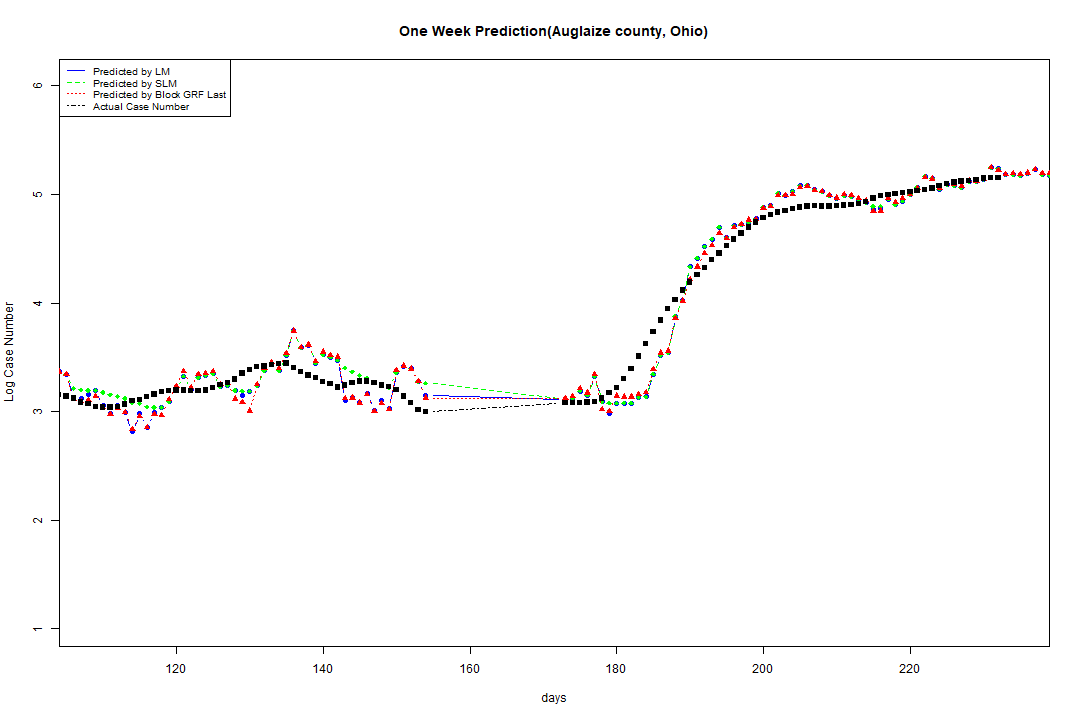 One Week Prediction(Auglaize county, Ohio)
Predicted by LM
Predicted by SLM
Predicted by Block GRF Last
Actual Case Number
6
5
4
3
2
1
Log Case Number
120 140 160 180 200 220
days